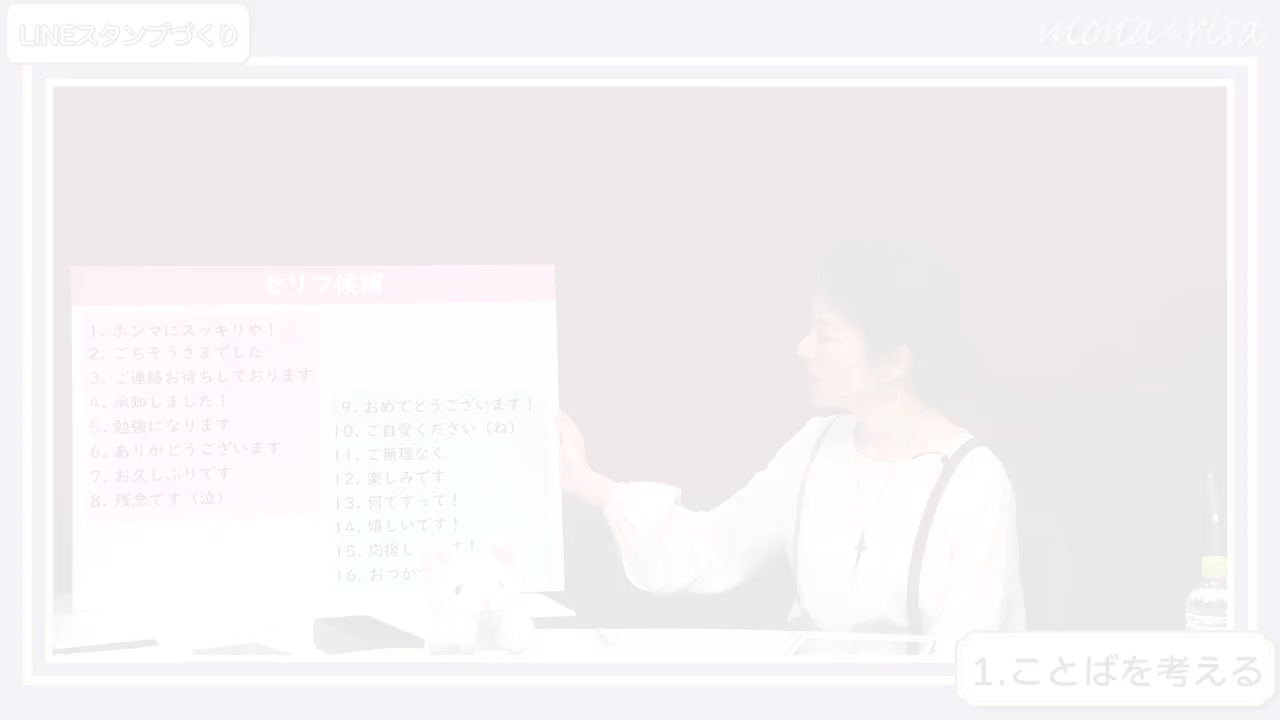 LINEスタンプづくり
mona risa
セリフ候補
1. ホンマにスッキリや！
2. ごちそうさまでした
3. ご連絡お待ちしております
4. 承知しました！
5. 勉強になります
6. ありがとうございます
7. お久しぶりです
8. 残念です（泣）
9. おめでとうございます！
10. ご自愛ください（ね）
11. ご無理なく
12. 楽しみです
13. 何ですって！
14. 嬉しいです！
15. 応援し す！
16. おつか
1.ことばを考える